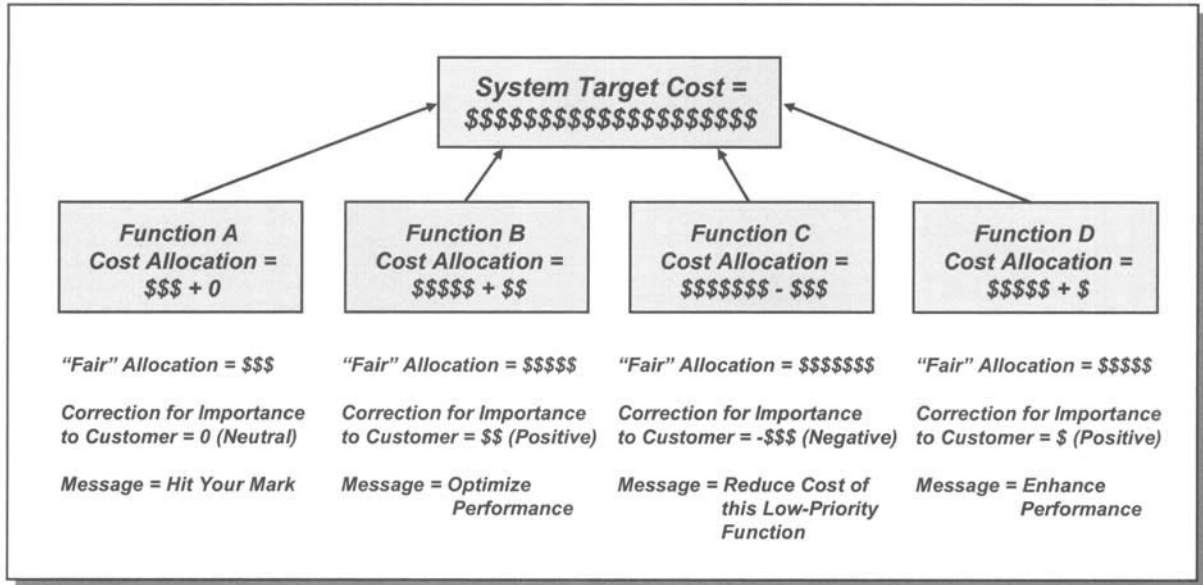 System Target Cost =
$$$$$$$$$$$$$$$$$$$$
Function A
Cost Allocation =
$$$ + 0
Function B
Cost Allocation =
$$$$$ + $$
Function C
Cost Allocation =
$$$$$$$ - $$$
Function D
Cost Allocation =
$$$$$ + $
“Fair” Allocation = $$$
Correction for Importance
to Customer = 0 (Neutral)
Message = Hit Your Mark
“Fair” Allocation = $$$$$
Correction for Importance
to Customer = $$ (Positive)
Message = Optimize
Performance
“Fair” Allocation = $$$$$$$
Correction for Importance
to Customer = -$$$ (Negative)
Message = Reduce Cost of
this Low-Priority
Function
“Fair” Allocation = $$$$$
Correction for Importance
to Customer = $ (Positive)
Message = Enhance
Performance